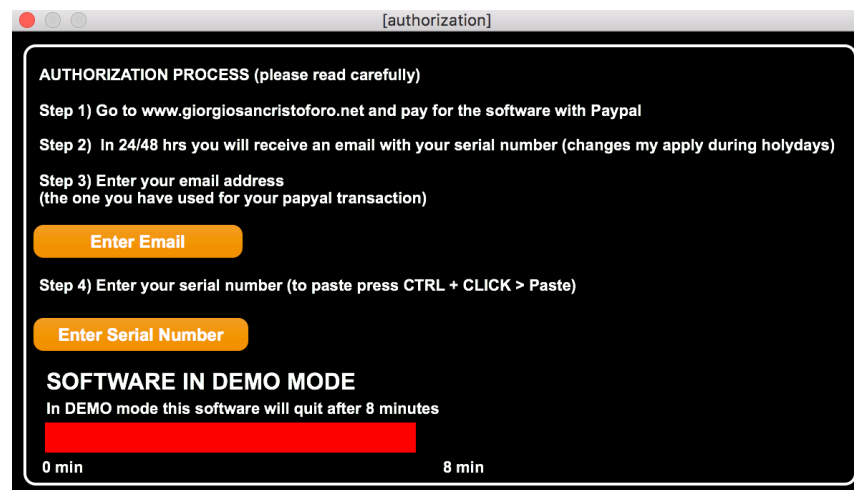 [authorization]
AUTHORIZATION PROCESS (please read carefully)
Step 1) Go to www.giorgiosancristoforo.net and pay for the software with Paypal
Step 2) In 24/48 hrs you will receive an email with your serial number (changes my apply during holydays)
Step 3) Enter your email address
(the one you have used for your papyal transaction)
Enter Email
Step 4) Enter your serial number (to paste press CTRL + CLICK > Paste)
Enter Serial Number
SOFTWARE IN DEMO MODE
In DEMO mode this software will quit after 8 minutes
0 min 8 min